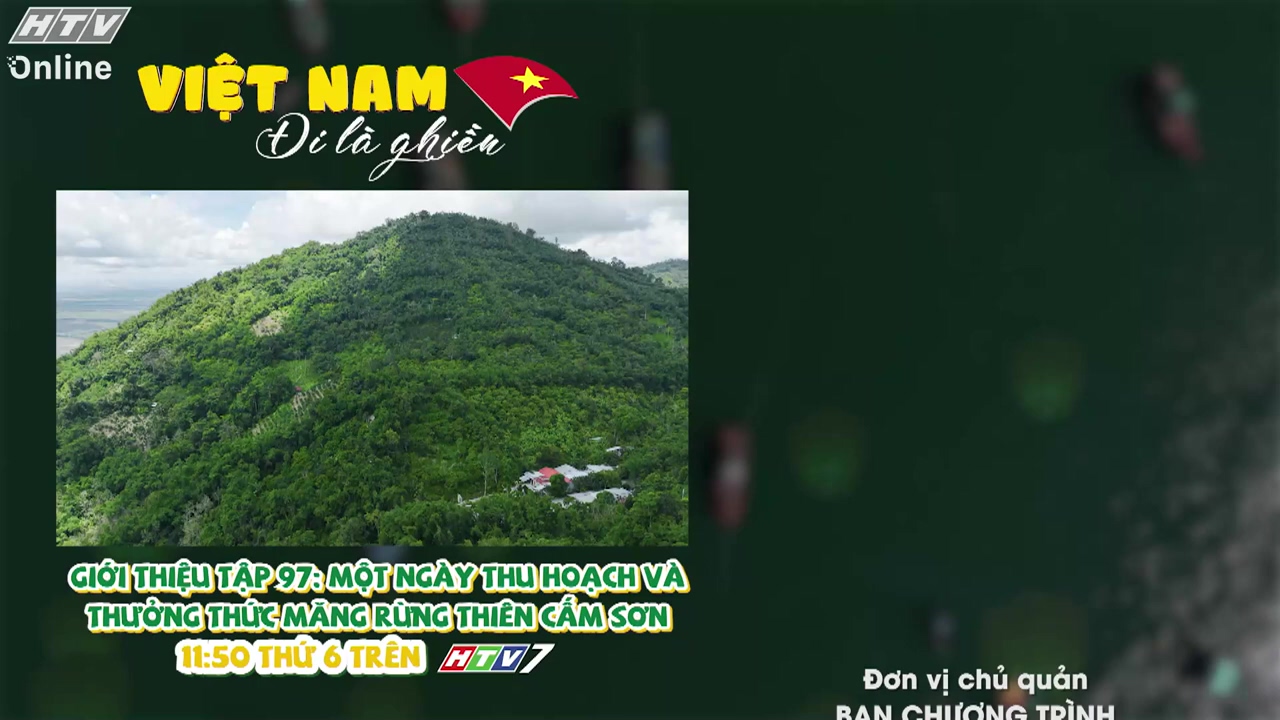 HTV
Online
VIỆT NAM
Đi là ghiền
GIỚI THIỆU TẬP 97: MỘT NGÀY THU HOẠCH VÀ
THƯỞNG THỨC MĂNG RỪNG THIÊN CẤM SƠN
11:50 THỨ 6 TRÊN HTV7
Đơn vị chủ quản
BAN CHƯƠNG TRÌNH